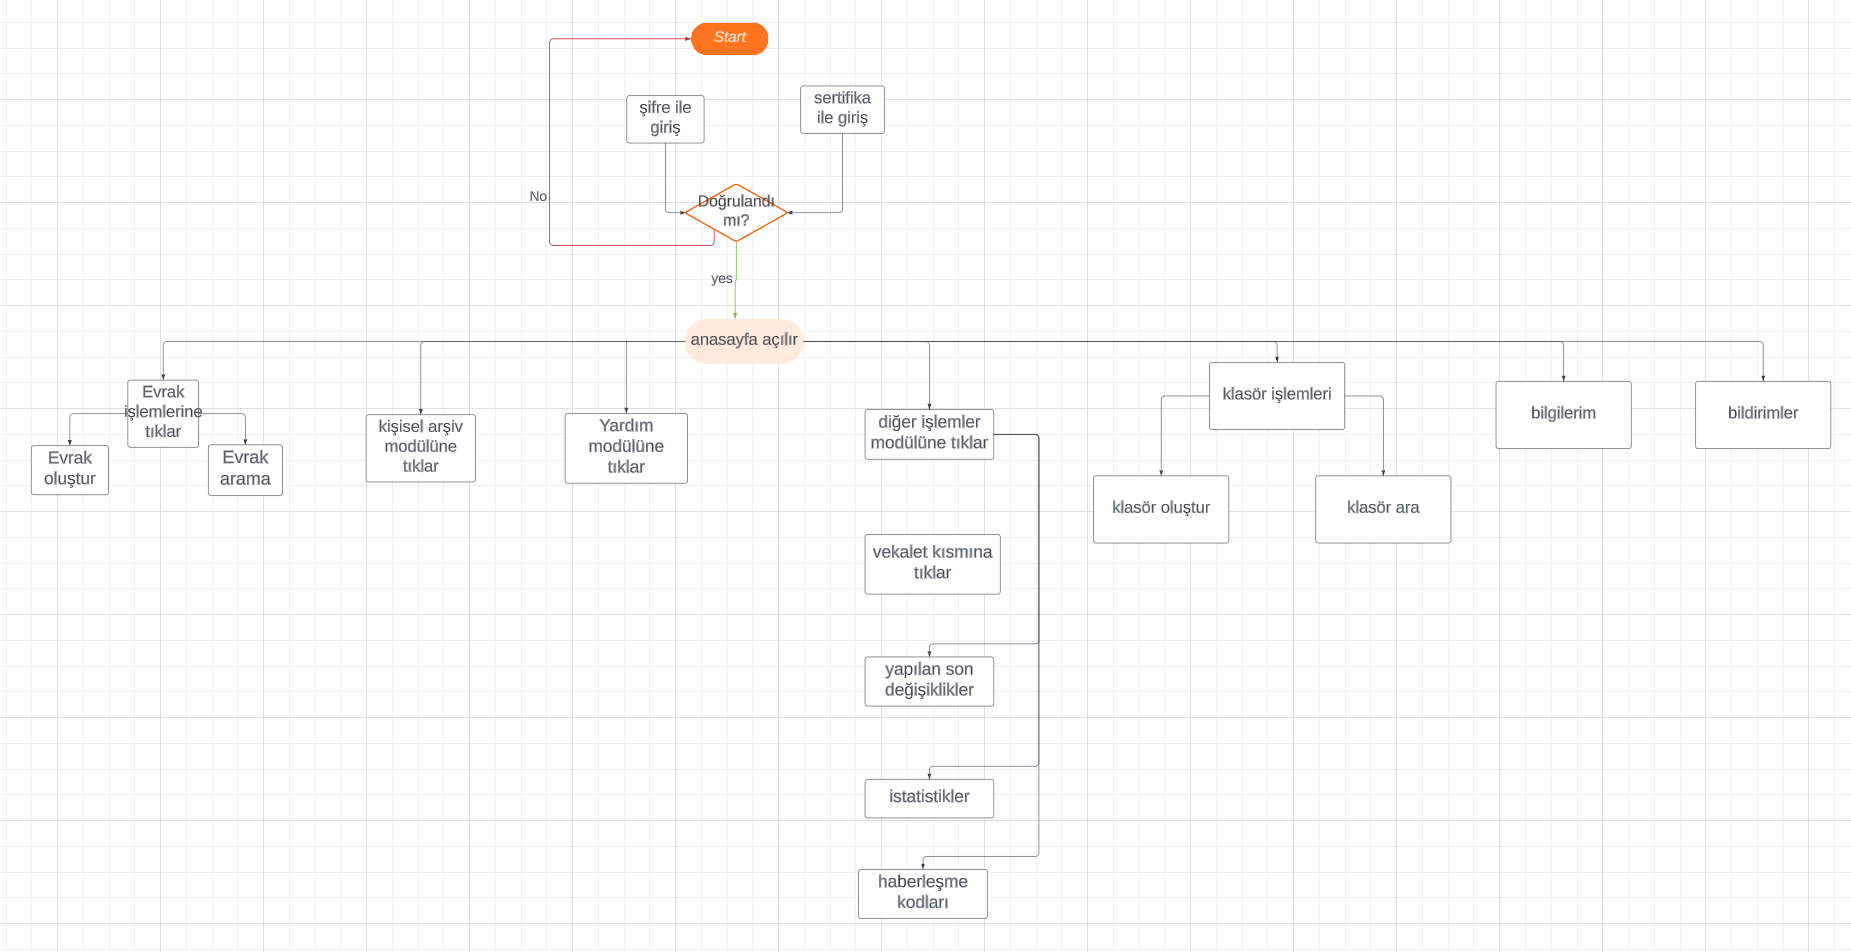 Start
şifre ile
giriş
sertifika
ile giriş
No
Doğrulandı
mı?
yes
anasayfa açılır
Evrak
işlemlerine
tıklar
Evrak
oluştur
Evrak
arama
kişisel arşiv
modülüne
tıklar
Yardım
modülüne
tıklar
diğer işlemler
modülüne tıklar
klasör işlemleri
bilgilerim
bildirimler
klasör oluştur
klasör ara
vekalet kısmına
tıklar
yapılan son
değişiklikler
istatistikler
haberleşme
kodları